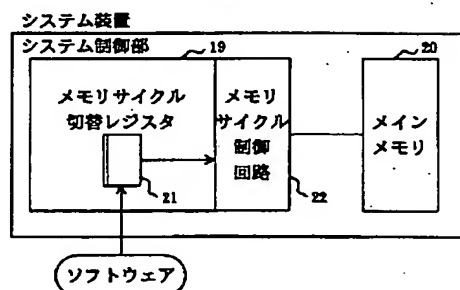 システム装置
システム制御部
19
20
メモリサイクル
切替レジスタ
メモリ
サイクル
制御
回路
メイン
メモリ
21
22
ソフトウェア